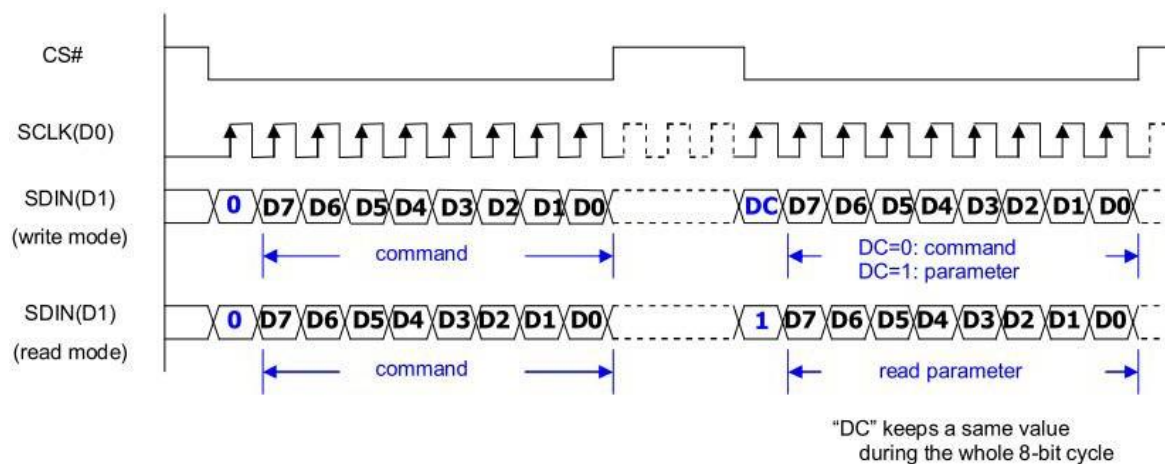 CS#
SCLK(D0)
SDIN(D1)
(write mode)
0 D7 D6 D5 D4 D3 D2 D1 D0 DC D7 D6 D5 D4 D3 D2 D1 D0
command
DC=0: command
DC=1: parameter
SDIN(D1)
(read mode)
0 D7 D6 D5 D4 D3 D2 D1 D0 1 D7 D6 D5 D4 D3 D2 D1 D0
command
read parameter
“DC” keeps a same value
during the whole 8-bit cycle